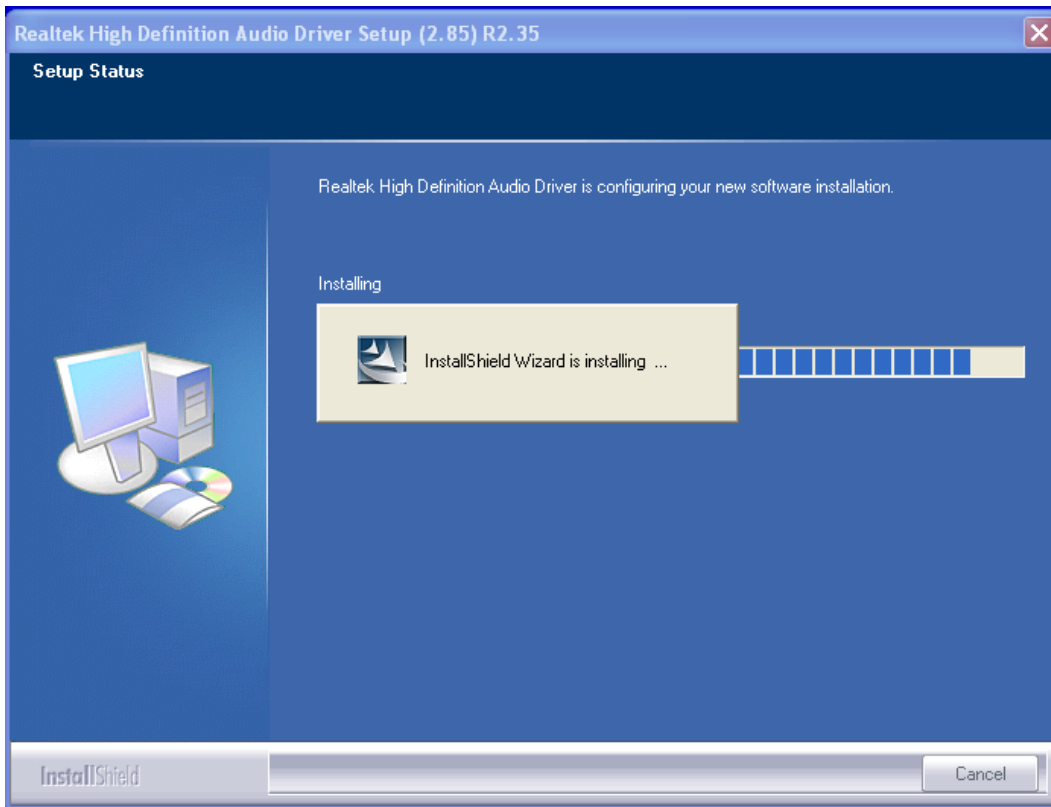 Realtek High Definition Audio Driver Setup (2.85) R2.35
Setup Status
Realtek High Definition Audio Driver is configuring your new software installation.
Installing
InstallShield Wizard is installing ...
InstallShield
Cancel